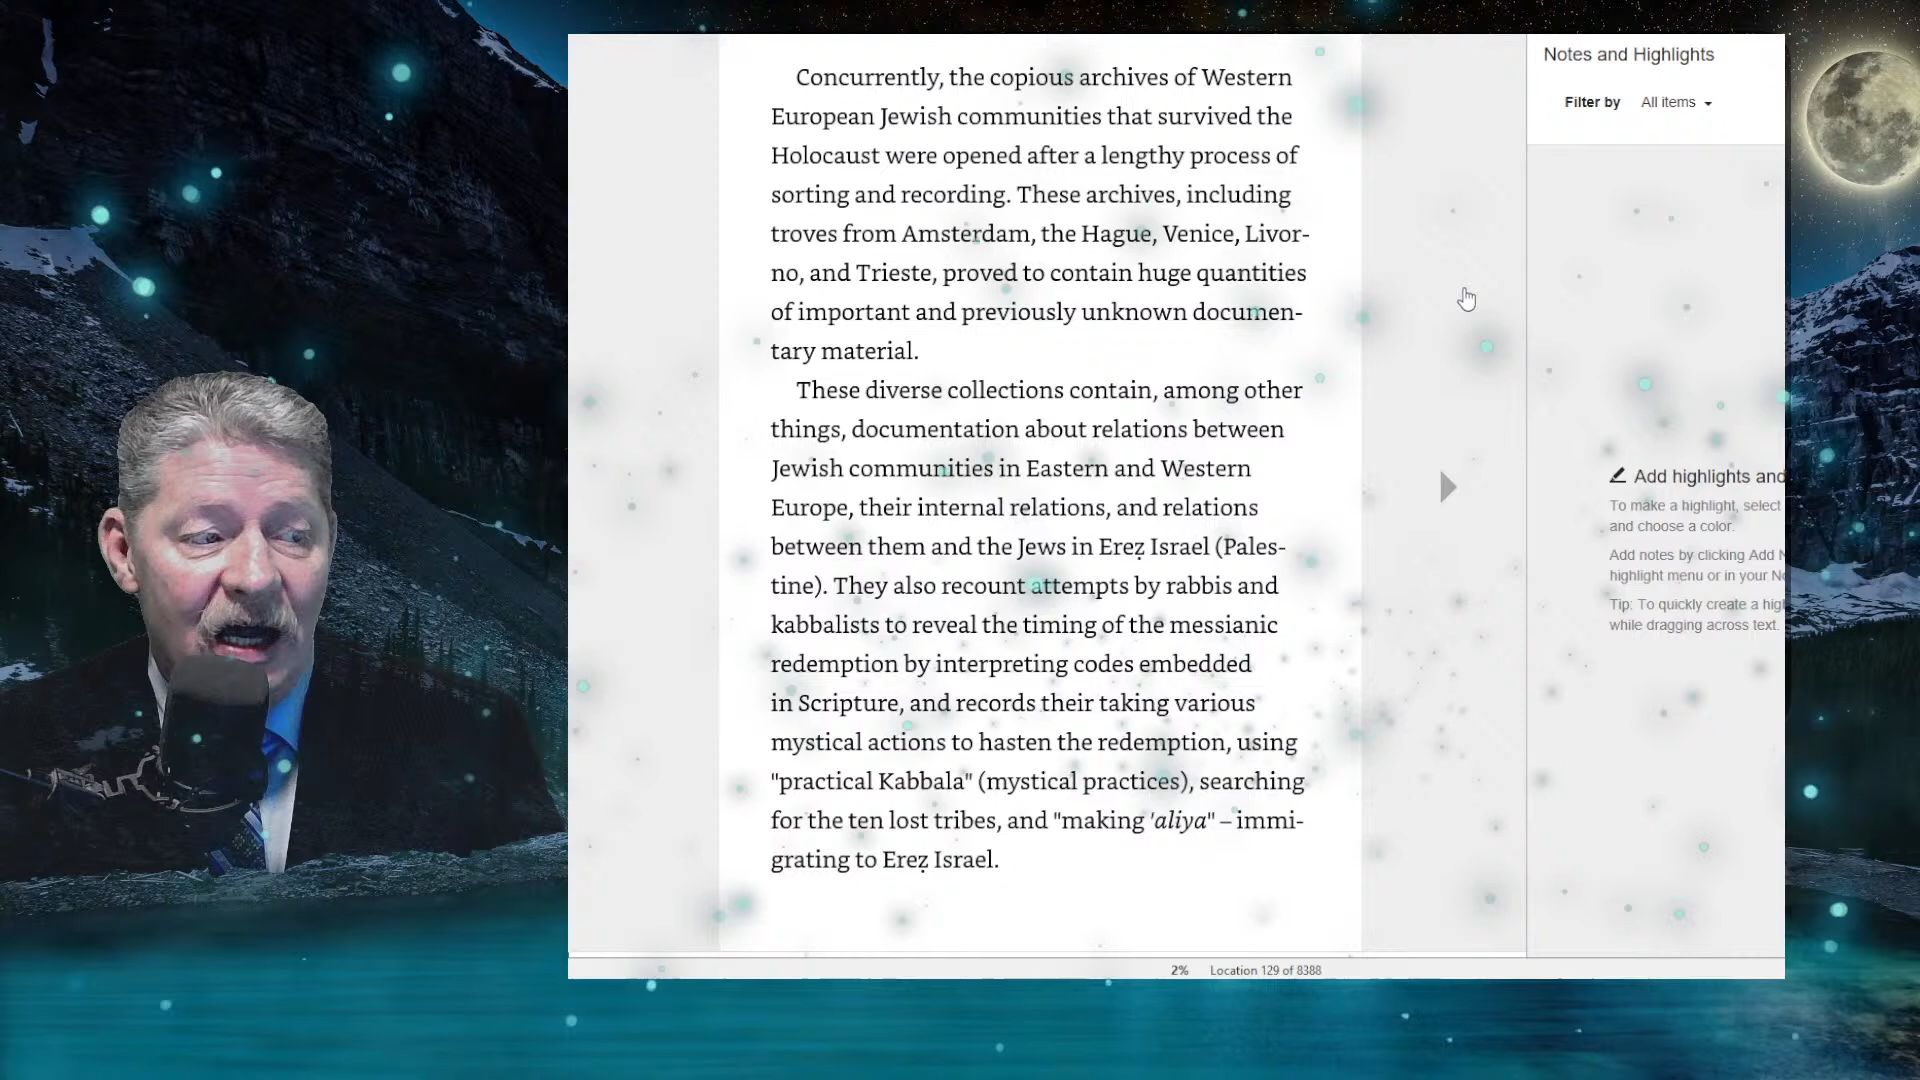 Concurrently, the copious archives of Western
European Jewish communities that survived the
Holocaust were opened after a lengthy process of
sorting and recording. These archives, including
troves from Amsterdam, the Hague, Venice, Livor-
no, and Trieste, proved to contain huge quantities
of important and previously unknown documen-
tary material.
These diverse collections contain, among other
things, documentation about relations between
Jewish communities in Eastern and Western
Europe, their internal relations, and relations
between them and the Jews in Ereẓ Israel (Pales-
tine). They also recount attempts by rabbis and
kabbalists to reveal the timing of the messianic
redemption by interpreting codes embedded
in Scripture, and records their taking various
mystical actions to hasten the redemption, using
"practical Kabbala" (mystical practices), searching
for the ten lost tribes, and "making 'aliya" – immi-
grating to Ereẓ Israel.
2% Location 129 of 8388
Notes and Highlights
Filter by All items
Add highlights and
To make a highlight, select
and choose a color.
Add notes by clicking Add
highlight menu or in your
Tip: To quickly create a
while dragging across text.